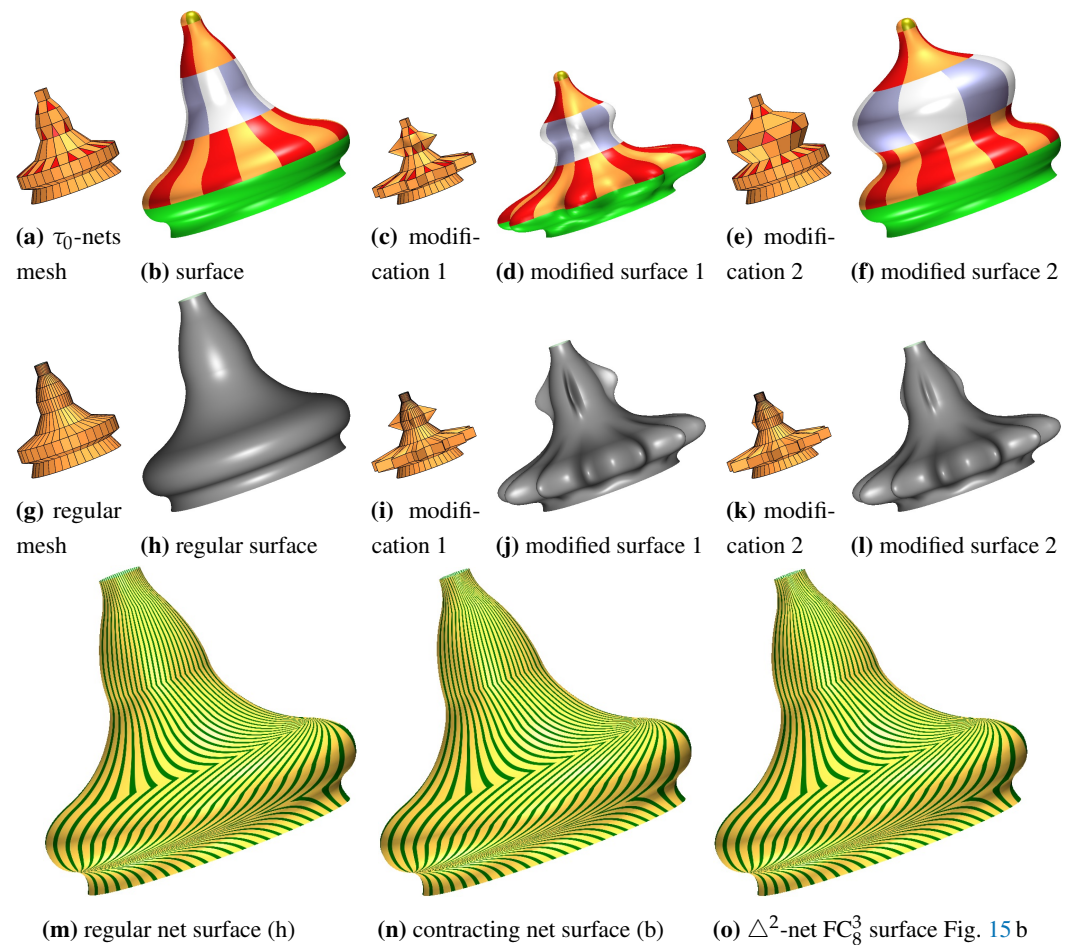 (a) τ₀-nets mesh
(b) surface
(c) modifi-
cation 1
(d) modified surface 1
(e) modifi-
cation 2
(f) modified surface 2
(g) regular mesh
(h) regular surface
(i) modifi-
cation 1
(j) modified surface 1
(k) modifi-
cation 2
(l) modified surface 2
(m) regular net surface (h)
(n) contracting net surface (b)
(o) △²-net FC₈³ surface Fig. 15 b